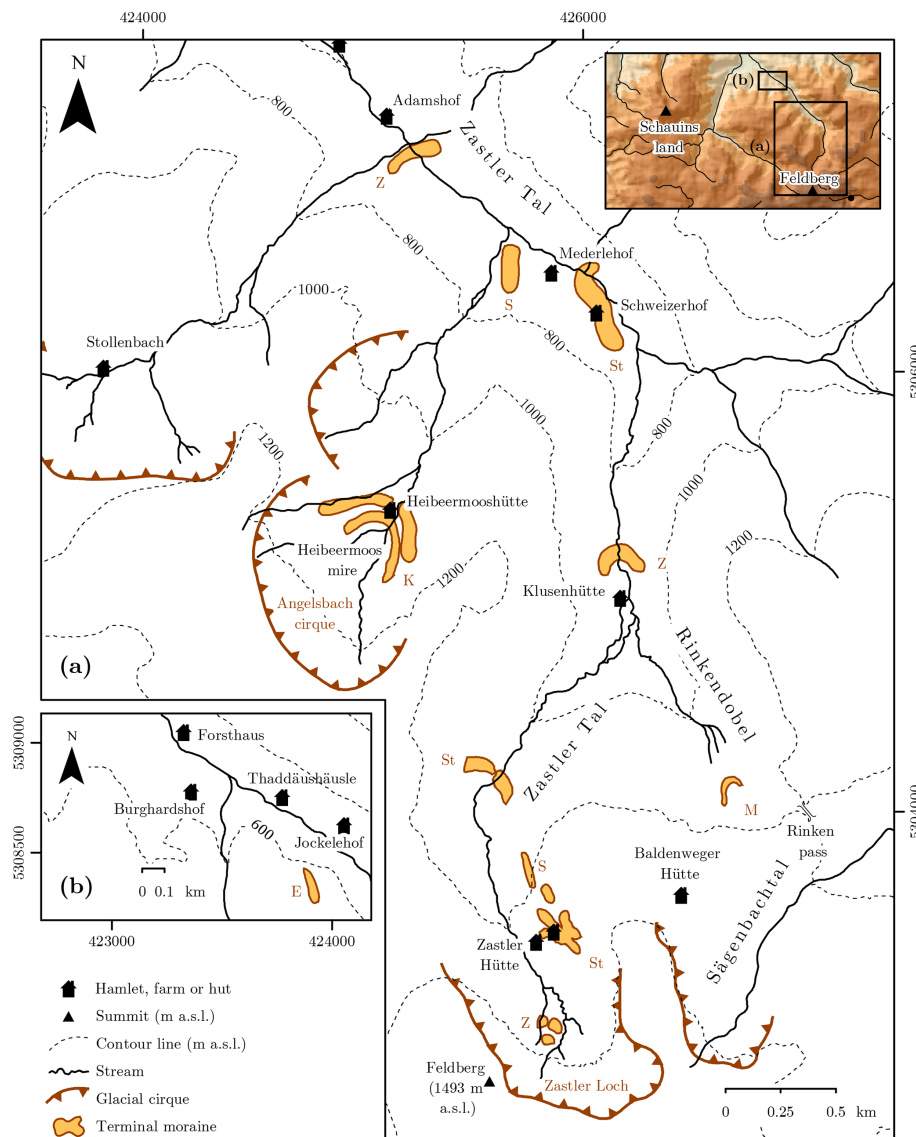 424000
426000
N
Adamshof
800
Zastler Tal
Z
(b)
Schauins
land
(a)
Feldberg
800
Mederlehof
1000
S
Schweizerhof
Stollenbach
800
St
5306000
1000
800
1200
1000
Heibeermooshütte
1200
Heibeermoos
mire
K
1200
Z
Angelsbach
cirque
Klusenhütte
(a)
Rinkendobel
Zastler Tal
St
M
5304000
Rinken
pass
Baldenweger
Hütte
S
Sägenbachtal
Zastler
Hütte
St
Z
Feldberg
(1493 m
a.s.l.)
Zastler Loch
0 0.25 0.5 km
5309000
N
Forsthaus
Thaddäushäusle
Burghardshof
600
Jockelehof
5308500
0 0.1 km
E
(b)
423000
424000
Hamlet, farm or hut
Summit (m a.s.l.)
Contour line (m a.s.l.)
Stream
Glacial cirque
Terminal moraine